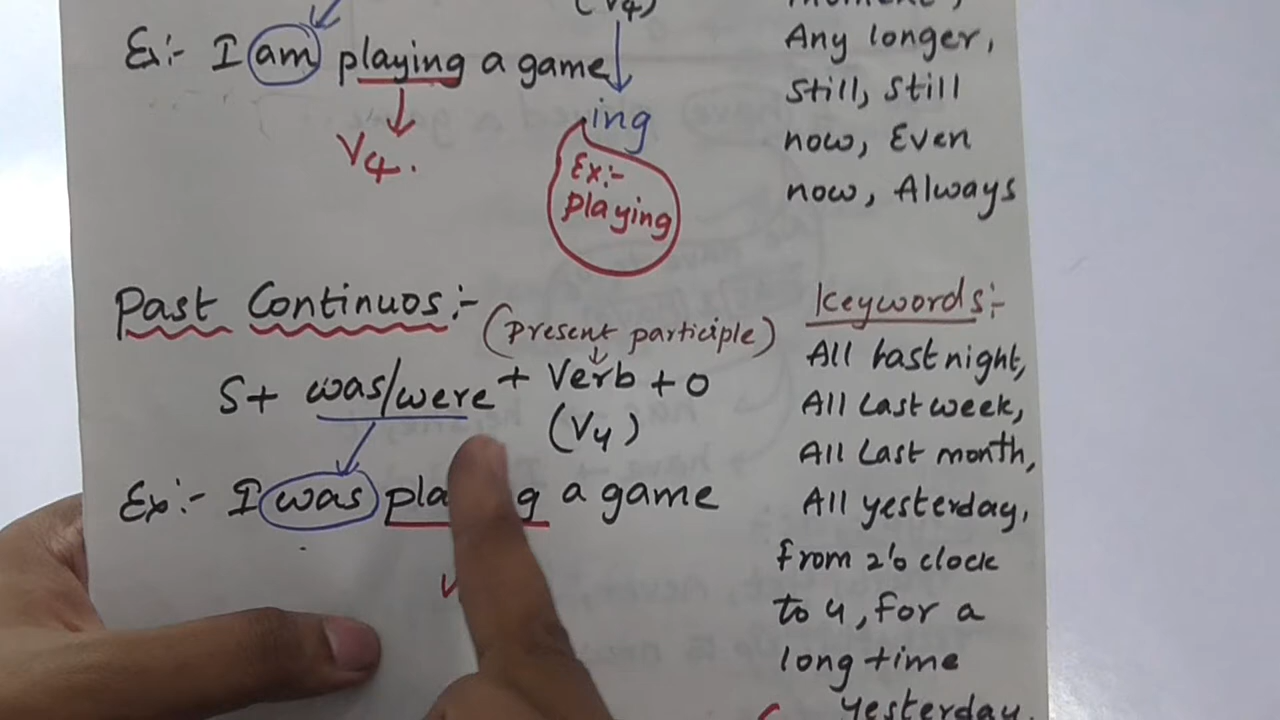 (V4)
Ex:- I am playing a game
V4.
ing
Ex:-
playing
Any longer,
Still, Still
now, Even
now, Always
Past Continuos:-
(Present participle)
S+ was/were + Verb + O
(V4)
Ex:- I was playing a game
Keywords:-
All Last night,
All Last week,
All Last month,
All yesterday,
from 2'o clock
to 4, For a
long time
yesterday.